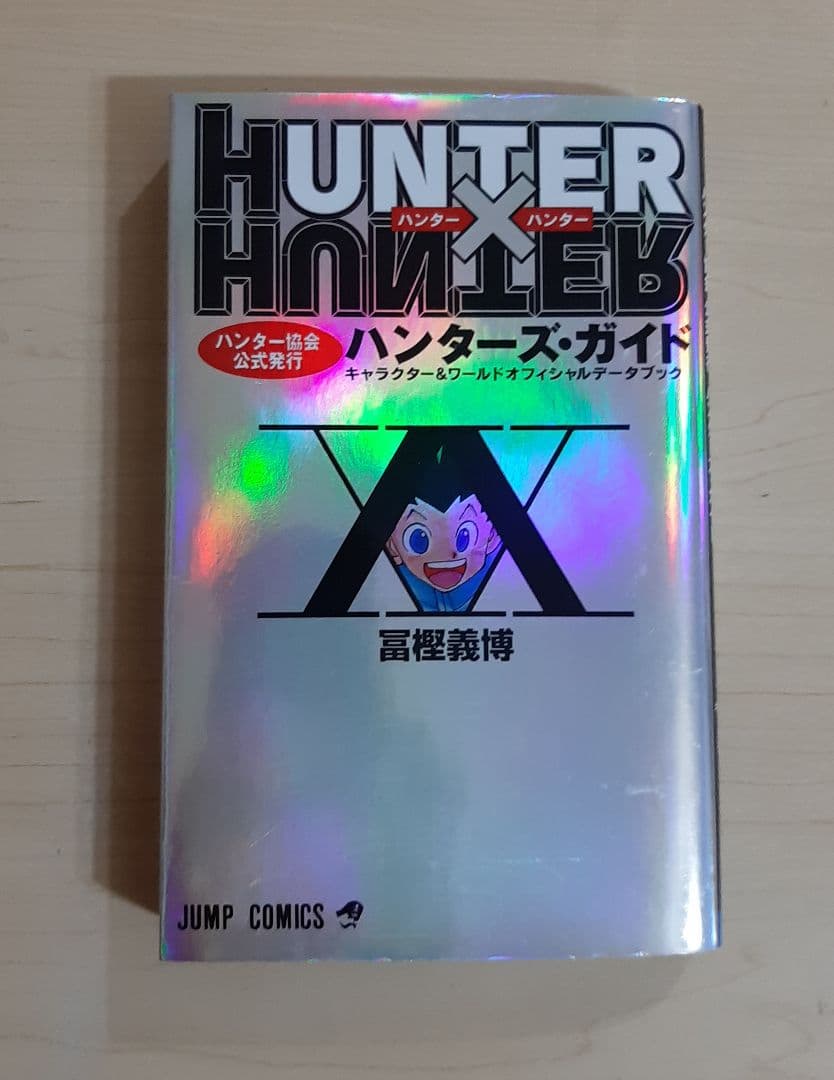 HUNTER
ハンター×ハンター
HUNTER
ハンター協会
公式発行
ハンターズ・ガイド
キャラクター&ワールドオフィシャルデータブック
冨樫義博
JUMP COMICS